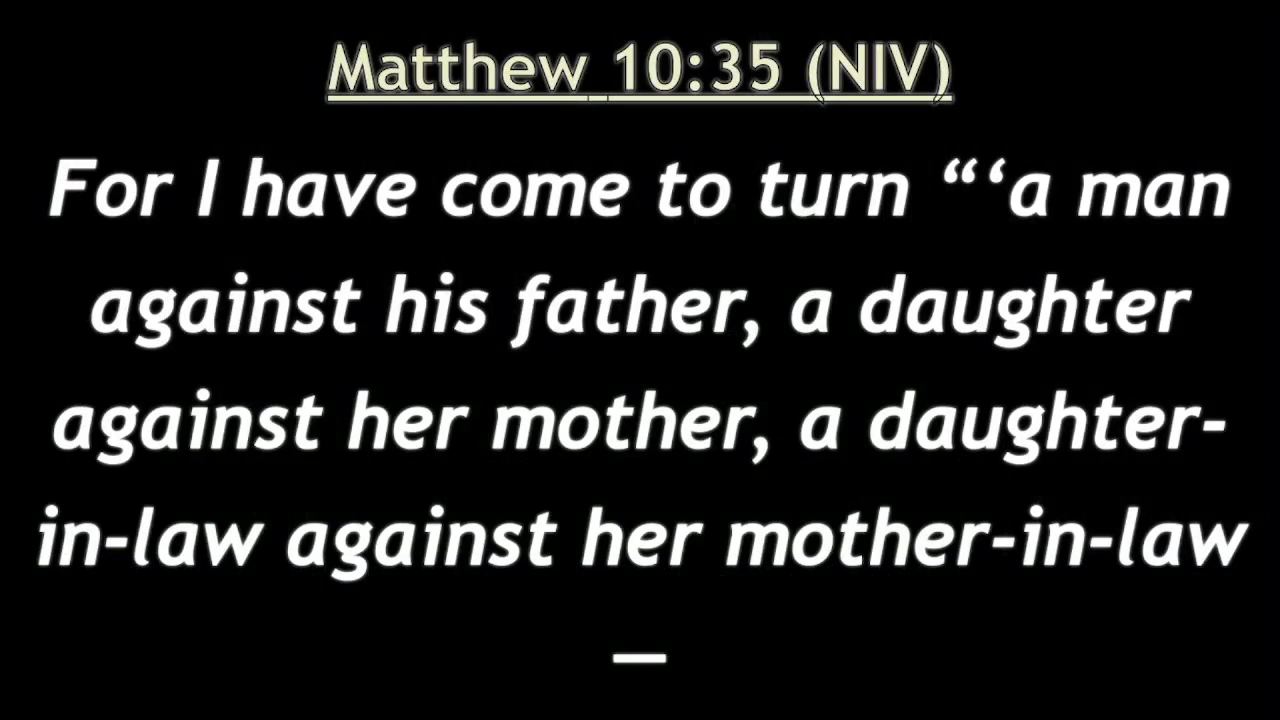 Matthew 10:35 (NIV)
For I have come to turn “‘a man
against his father, a daughter
against her mother, a daughter-
in-law against her mother-in-law
—